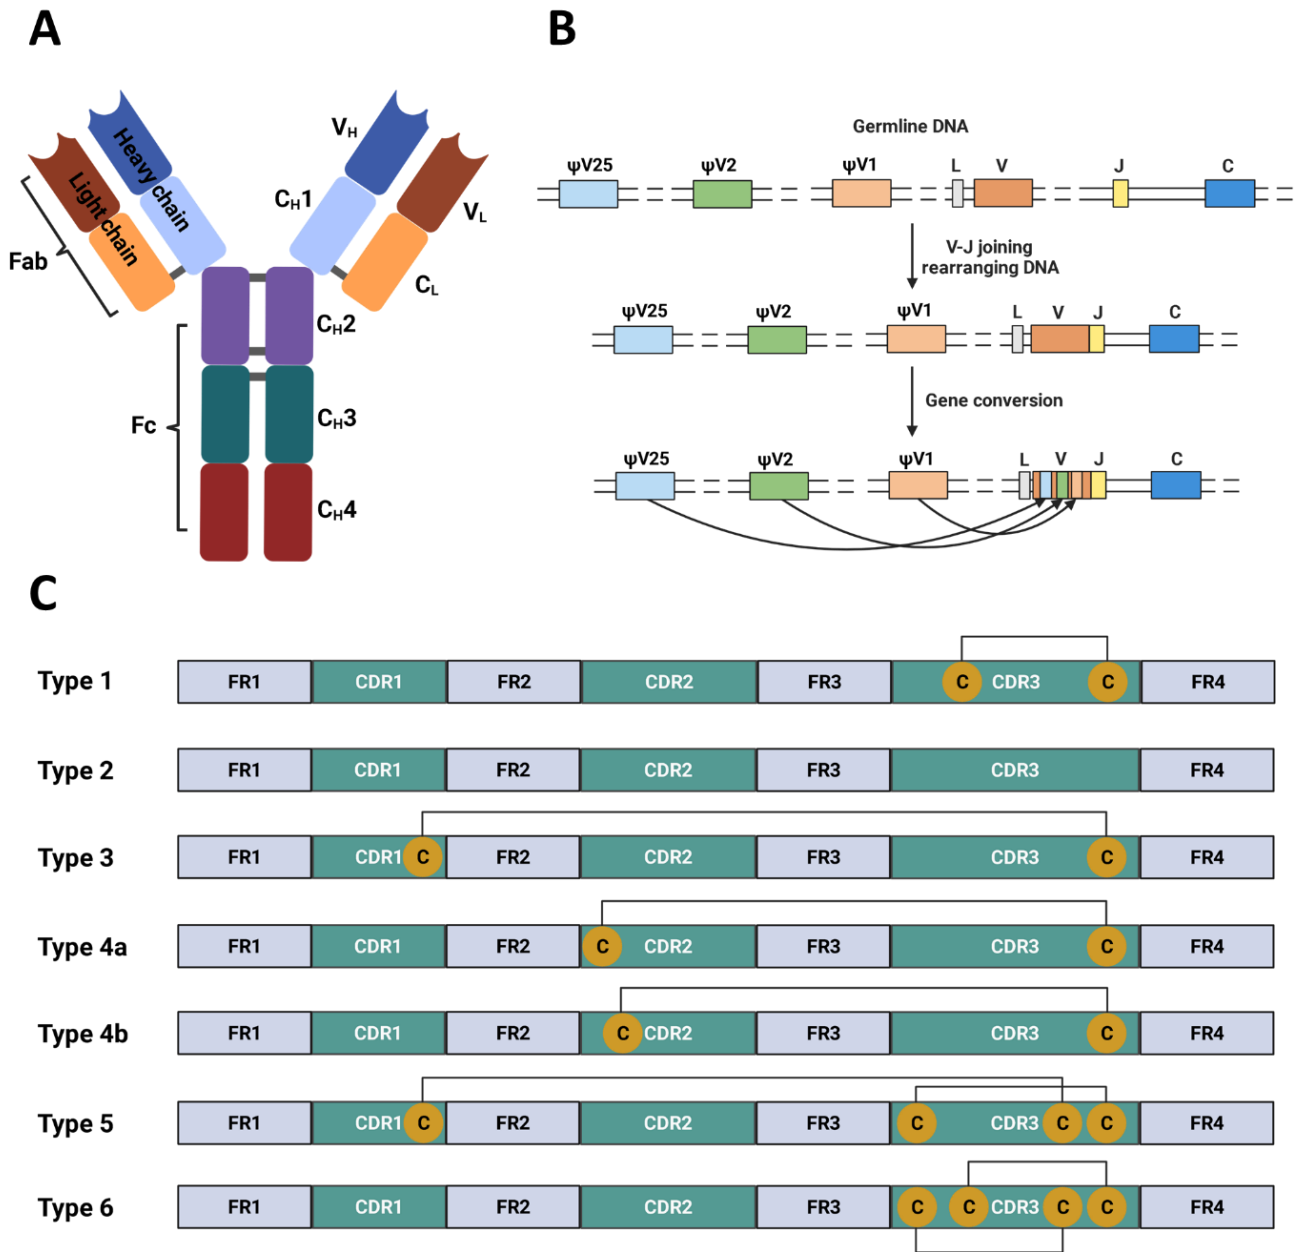 A
Heavy chain
Light chain
Fab
Fc
VH
CH1
VL
CL
CH2
CH3
CH4
B
Germline DNA
ψV25 ψV2 ψV1 L V J C
V-J joining
rearranging DNA
ψV25 ψV2 ψV1 L V J C
Gene conversion
ψV25 ψV2 ψV1 L V J C
C
Type 1 FR1 CDR1 FR2 CDR2 FR3 C CDR3 C FR4
Type 2 FR1 CDR1 FR2 CDR2 FR3 CDR3 FR4
Type 3 FR1 CDR1 C FR2 CDR2 FR3 CDR3 C FR4
Type 4a FR1 CDR1 FR2 C CDR2 FR3 CDR3 C FR4
Type 4b FR1 CDR1 FR2 C CDR2 FR3 CDR3 C FR4
Type 5 FR1 CDR1 C FR2 CDR2 FR3 C CDR3 C C FR4
Type 6 FR1 CDR1 FR2 CDR2 FR3 C C CDR3 C C FR4